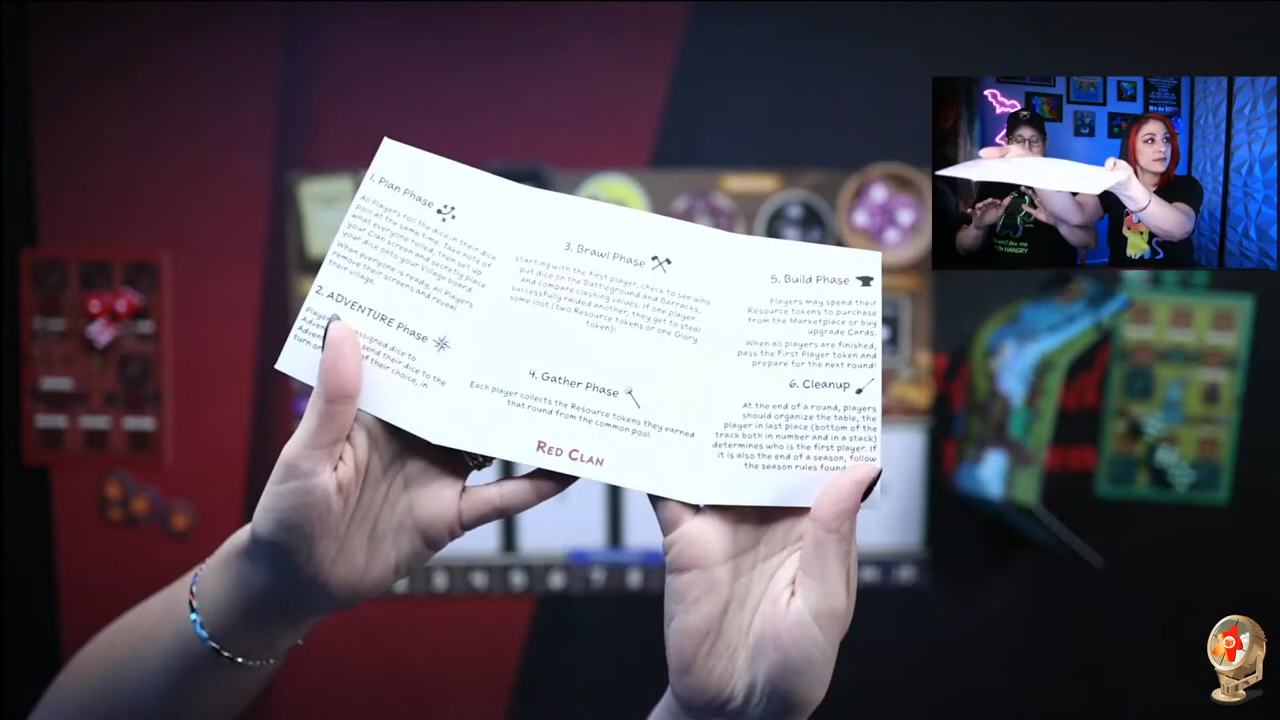 1. Plan Phase
All Players roll the dice in their dice
pool at the same time. Take note of
what everyone rolled, then set up
your Clan screen and secretly place
your dice onto your Village board.
When everyone is ready, all Players
remove their screens and reveal
their village.
2. ADVENTURE Phase
assigned dice to
send their dice to the
of their choice, in
turn
3. Brawl Phase
starting with the first player, check to see who
put dice on the Battleground and Barracks,
and compare clashing values. If one player
successfully raided another, they get to steal
some loot (two Resource tokens or one Glory
token)!
4. Gather Phase
Each player collects the Resource tokens they earned
that round from the common pool.
RED CLAN
5. Build Phase
Players may spend their
Resource tokens to purchase
from the Marketplace or buy
upgrade Cards.
When all players are finished,
pass the First Player token and
prepare for the next round!
6. Cleanup
At the end of a round, players
should organize the table, the
player in last place (bottom of the
track both in number and in a stack)
determines who is the first player. If
it is also the end of a season, follow
the season rules found
HANGRY